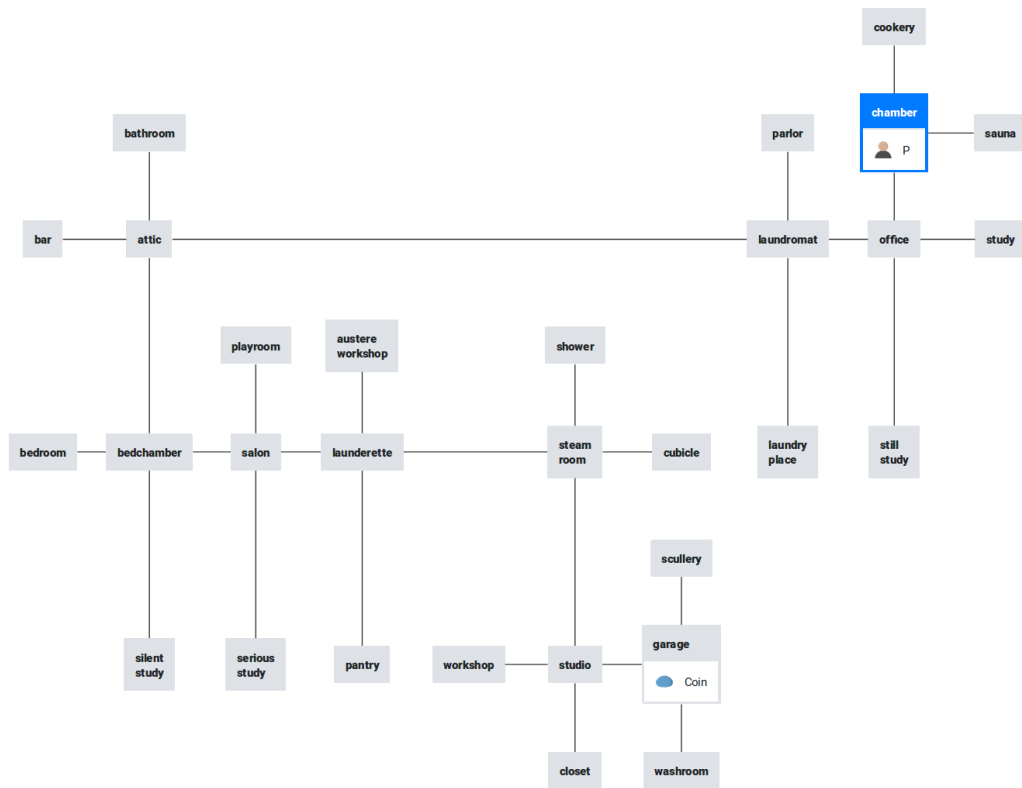 cookery
chamber
P
bathroom
parlor
sauna
bar
attic
laundromat
office
study
playroom
austere
workshop
shower
bedroom
bedchamber
salon
launderette
steam
room
cubicle
laundry
place
still
study
scullery
garage
Coin
silent
study
serious
study
pantry
workshop
studio
closet
washroom